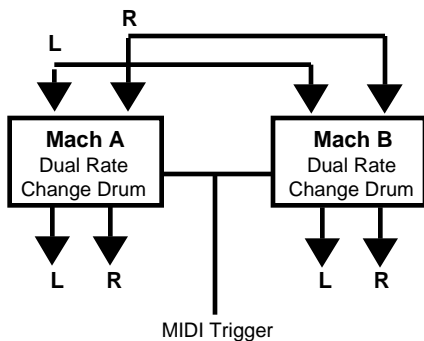 R
L
Mach A
Dual Rate
Change Drum
Mach B
Dual Rate
Change Drum
L
R
L
R
MIDI Trigger